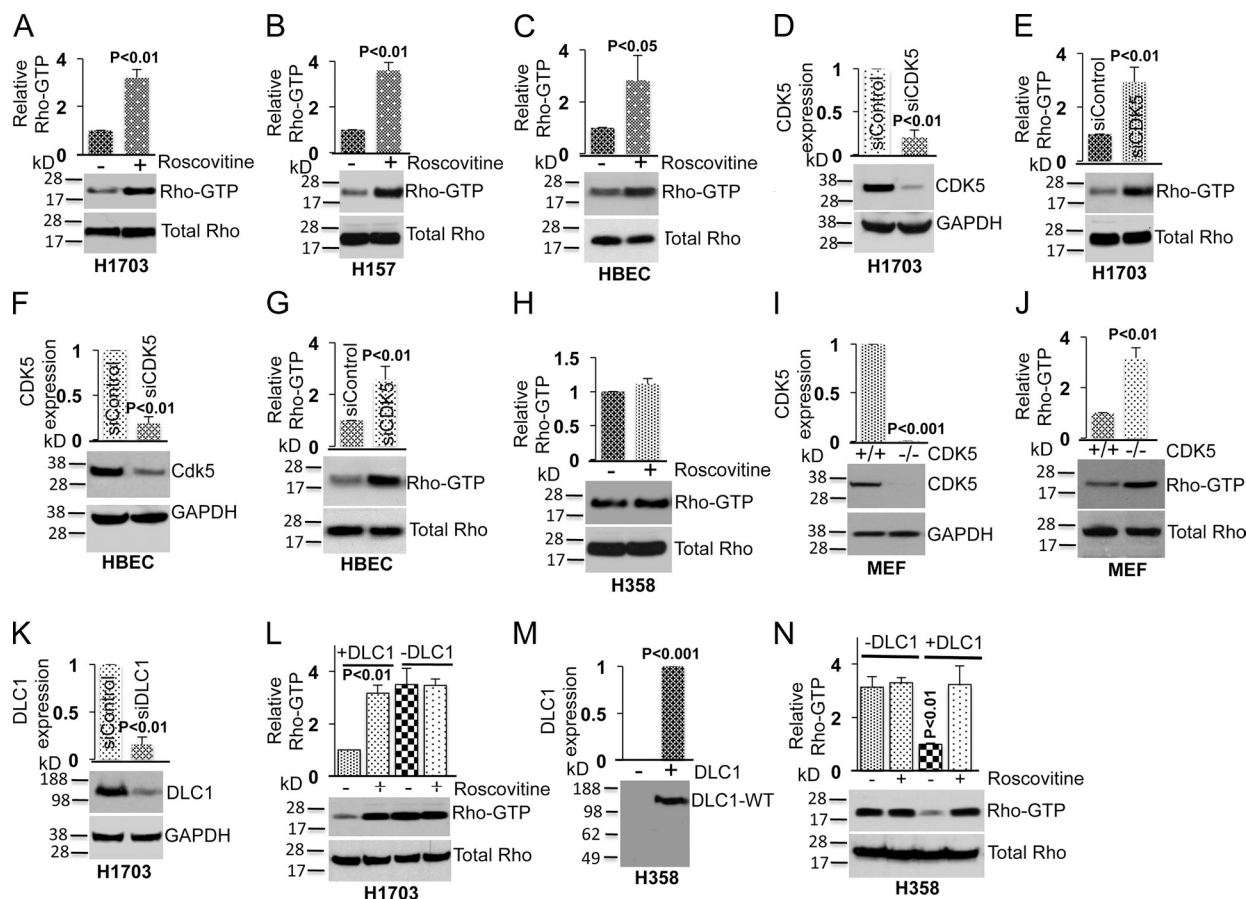 A
Relative
Rho-GTP
4
2
0
P<0.01
kD
- + Roscovitine
28
17
Rho-GTP
28
17
Total Rho
H1703
B
Relative
Rho-GTP
4
2
0
P<0.01
kD
- + Roscovitine
28
17
Rho-GTP
28
17
Total Rho
H157
C
Relative
Rho-GTP
4
2
0
P<0.05
kD
- + Roscovitine
28
17
Rho-GTP
28
17
Total Rho
HBEC
D
CDK5
expression
1
0.5
0
siControl
siCDK5
P<0.01
kD
38
28
CDK5
38
28
GAPDH
H1703
E
Relative
Rho-GTP
4
2
0
siControl
siCDK5
P<0.01
kD
28
17
Rho-GTP
28
17
Total Rho
H1703
F
CDK5
expression
1
0.5
0
siControl
siCDK5
P<0.01
kD
38
28
Cdk5
38
28
GAPDH
HBEC
G
Relative
Rho-GTP
4
2
0
siControl
siCDK5
P<0.01
kD
28
17
Rho-GTP
28
17
Total Rho
HBEC
H
Relative
Rho-GTP
1.5
1
0.5
0
kD
- + Roscovitine
28
17
Rho-GTP
28
17
Total Rho
H358
I
CDK5
expression
1
0.5
0
P<0.001
kD
+/+ -/- CDK5
38
28
CDK5
38
28
GAPDH
MEF
J
Relative
Rho-GTP
4
2
0
P<0.01
kD
+/+ -/- CDK5
28
17
Rho-GTP
28
17
Total Rho
MEF
K
DLC1
expression
1
0.5
0
siControl
siDLC1
P<0.01
kD
188
98
DLC1
38
28
GAPDH
H1703
L
+DLC1 -DLC1
Relative
Rho-GTP
4
2
0
P<0.01
kD
- + - + Roscovitine
28
17
Rho-GTP
28
17
Total Rho
H1703
M
DLC1
expression
1
0.5
0
P<0.001
kD
- + DLC1
188
98
62
49
DLC1-WT
H358
N
-DLC1 +DLC1
Relative
Rho-GTP
4
2
0
P<0.01
kD
- + - + Roscovitine
28
17
Rho-GTP
28
17
Total Rho
H358